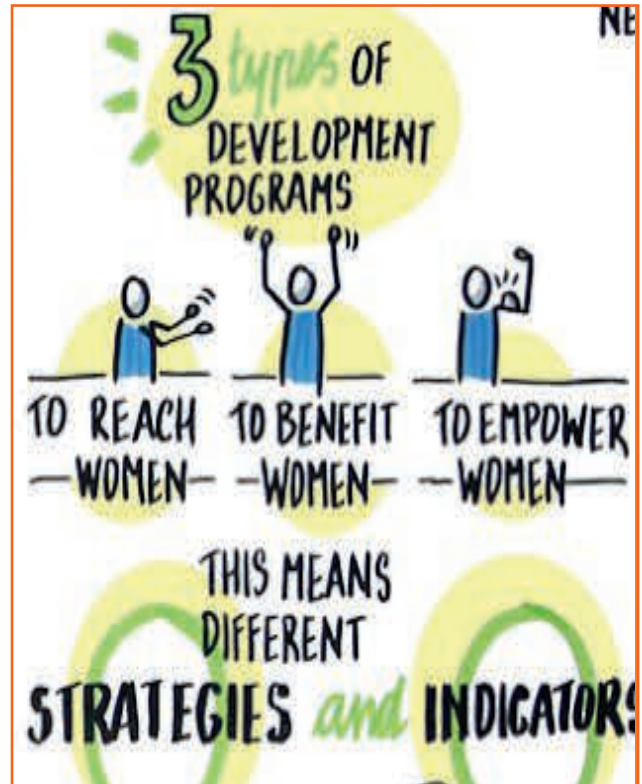 NE
3 types OF
DEVELOPMENT
PROGRAMS
TO REACH TO BENEFIT TO EMPOWER
WOMEN WOMEN WOMEN
THIS MEANS
DIFFERENT
STRATEGIES and INDICATORS